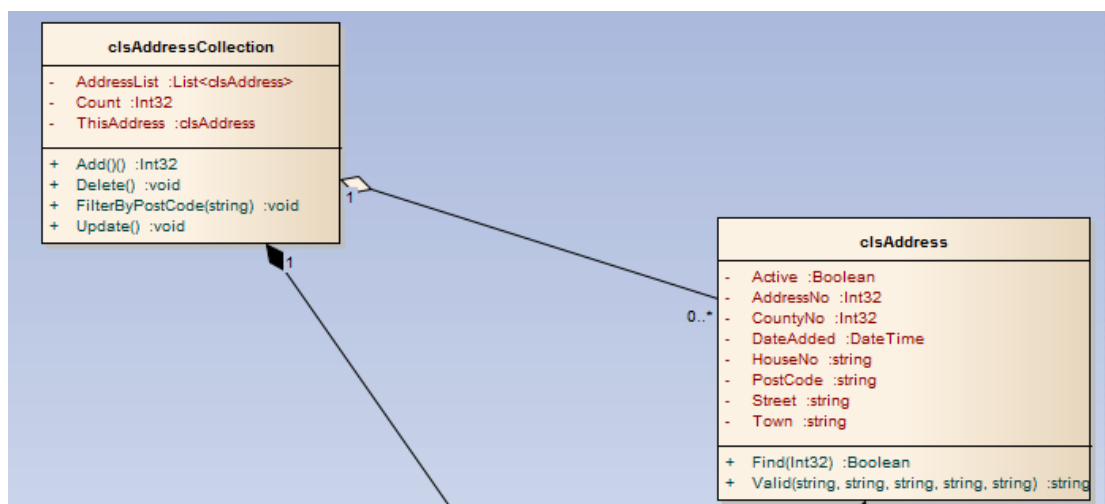 clsAddressCollection
- AddressList :List<clsAddress>
- Count :Int32
- ThisAddress :clsAddress
+ Add()() :Int32
+ Delete() :void
+ FilterByPostCode(string) :void
+ Update() :void
1
1
0..*
clsAddress
- Active :Boolean
- AddressNo :Int32
- CountyNo :Int32
- DateAdded :DateTime
- HouseNo :string
- PostCode :string
- Street :string
- Town :string
+ Find(Int32) :Boolean
+ Valid(string, string, string, string, string) :string